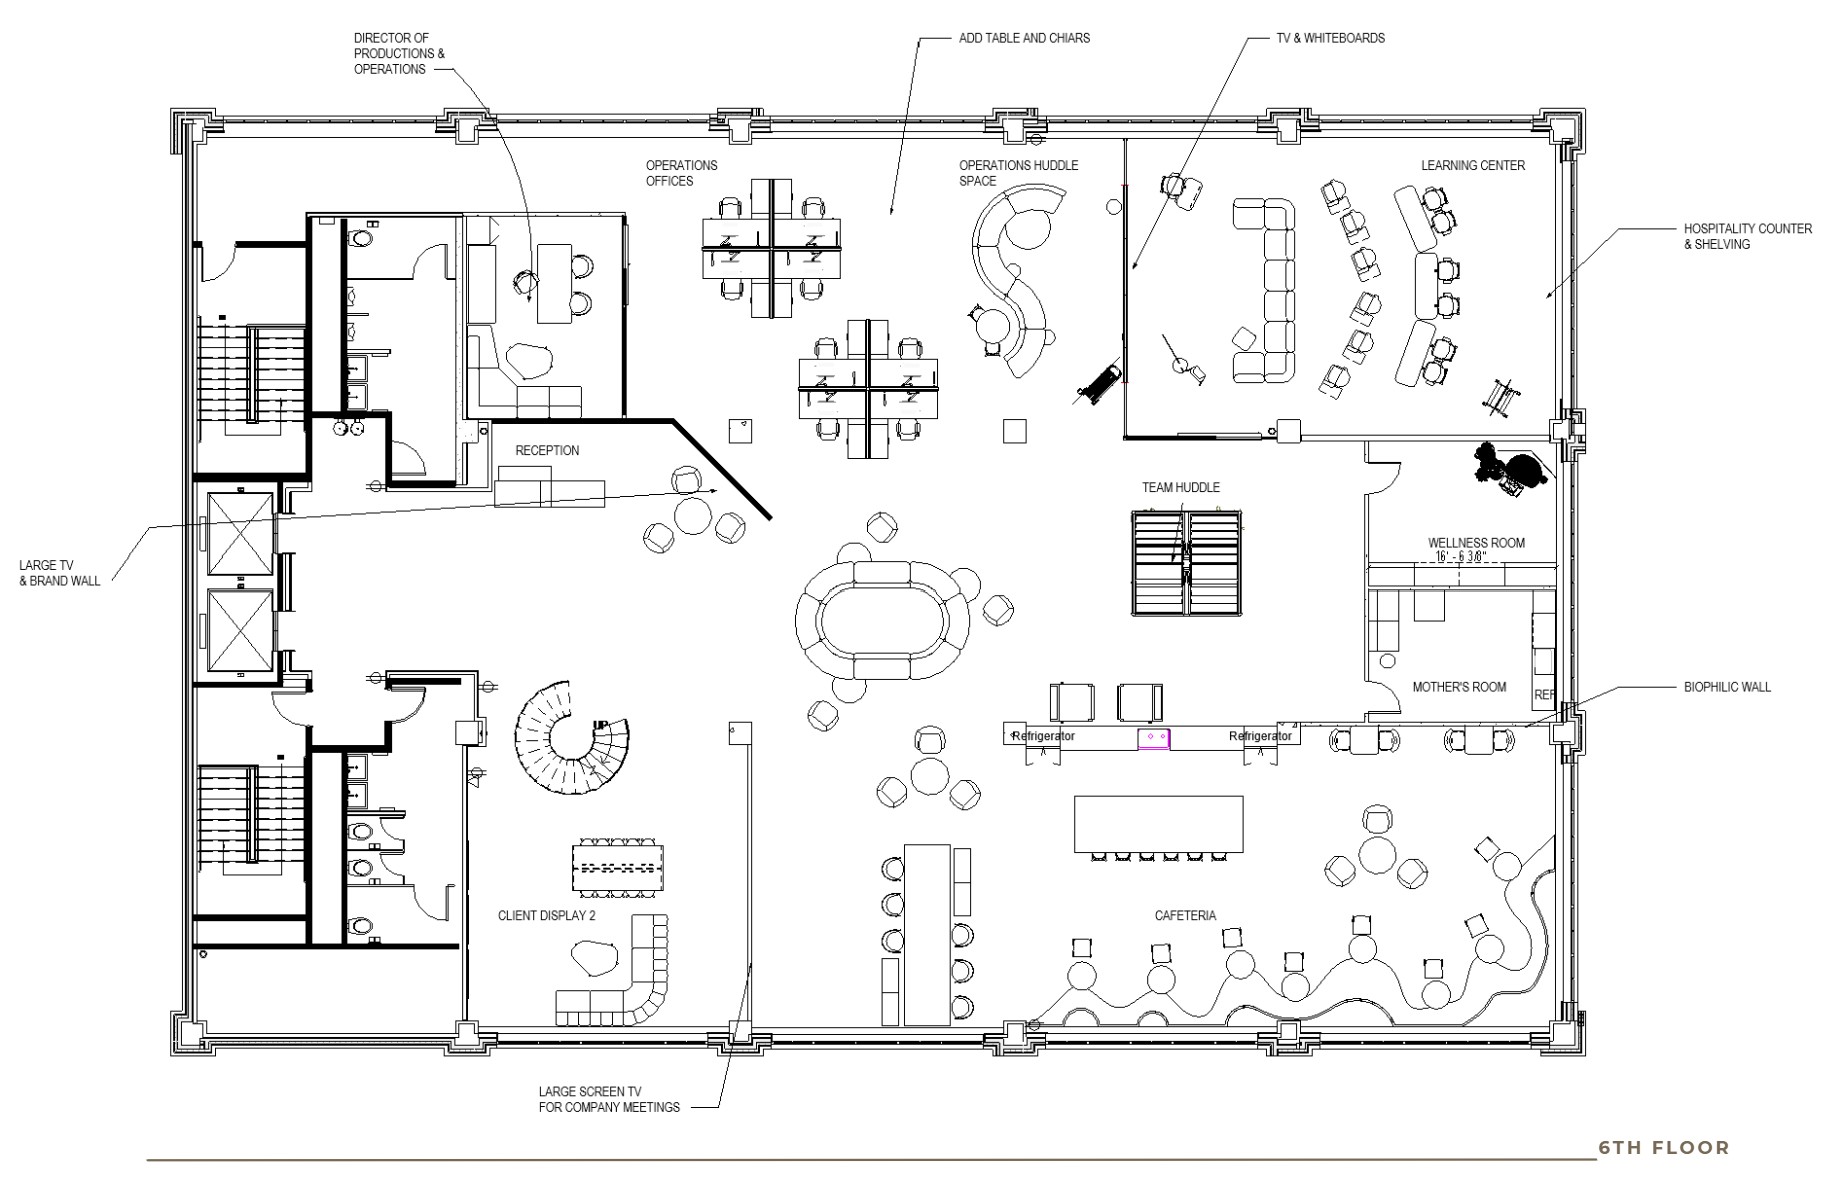 DIRECTOR OF
PRODUCTIONS &
OPERATIONS
ADD TABLE AND CHIARS
TV & WHITEBOARDS
OPERATIONS
OFFICES
OPERATIONS HUDDLE
SPACE
LEARNING CENTER
HOSPITALITY COUNTER
& SHELVING
RECEPTION
TEAM HUDDLE
WELLNESS ROOM
16' - 6 3/8"
LARGE TV
& BRAND WALL
MOTHER'S ROOM
REF
BIOPHILIC WALL
UP
Refrigerator
Refrigerator
CLIENT DISPLAY 2
CAFETERIA
LARGE SCREEN TV
FOR COMPANY MEETINGS
6TH FLOOR